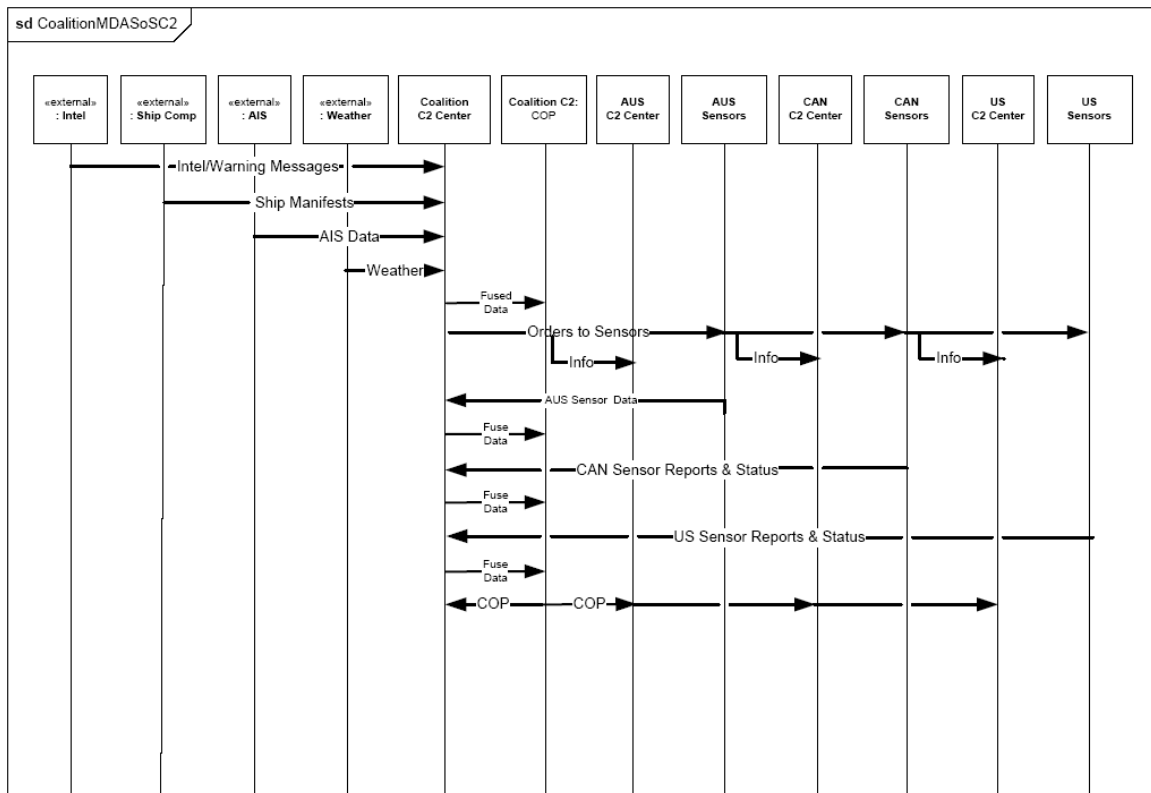 sd CoalitionMDASoSC2
«external»
: Intel
«external»
: Ship Comp
«external»
: AIS
«external»
: Weather
Coalition
C2 Center
Coalition C2:
COP
AUS
C2 Center
AUS
Sensors
CAN
C2 Center
CAN
Sensors
US
C2 Center
US
Sensors
Intel/Warning Messages
Ship Manifests
AIS Data
Weather
Fused
Data
Orders to Sensors
Info
Info
Info
AUS Sensor Data
Fuse
Data
CAN Sensor Reports & Status
Fuse
Data
US Sensor Reports & Status
Fuse
Data
COP
COP